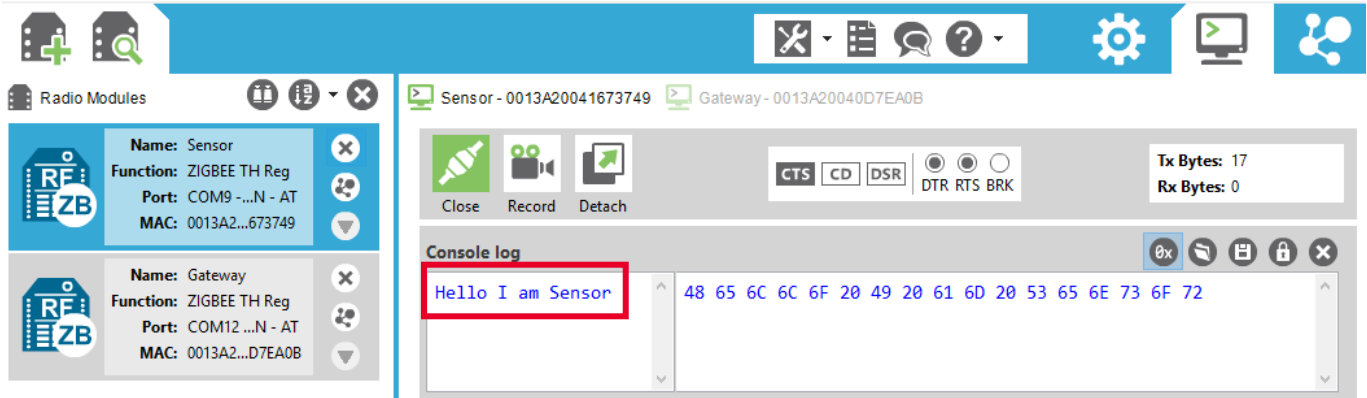 Radio Modules
Sensor - 0013A20041673749
Gateway - 0013A20040D7EA0B
Name: Sensor
Function: ZIGBEE TH Reg
Port: COM9 -...N - AT
MAC: 0013A2...673749
RF
ZB
Name: Gateway
Function: ZIGBEE TH Reg
Port: COM12 ...N - AT
MAC: 0013A2...D7EA0B
RF
ZB
Close Record Detach
CTS CD DSR DTR RTS BRK
Tx Bytes: 17
Rx Bytes: 0
Console log
0x
Hello I am Sensor
48 65 6C 6C 6F 20 49 20 61 6D 20 53 65 6E 73 6F 72